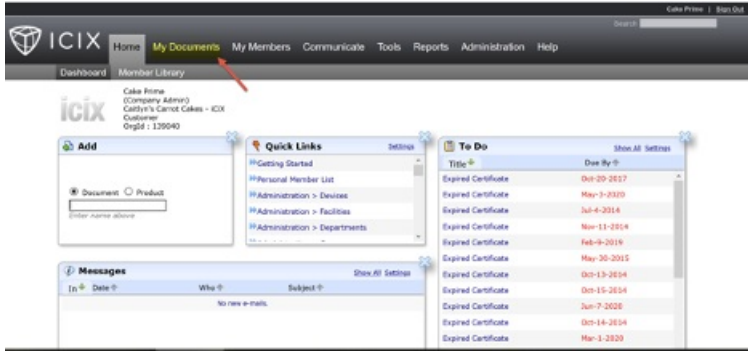 Cake Prime | Sign Out
Search
ICIX Home My Documents My Members Communicate Tools Reports Administration Help
Dashboard Member Library
icix
Cake Prime
(Company Admin)
Caitlyn's Carrot Cakes - ICIX
Customer
OrgId : 139040
Add
Document Product
Enter name above
Quick Links Settings
Getting Started
Personal Member List
Administration > Devices
Administration > Facilities
Administration > Departments
To Do Show All Settings
Title Due By
Expired Certificate Oct-20-2017
Expired Certificate May-3-2020
Expired Certificate Jul-4-2014
Expired Certificate Nov-11-2014
Expired Certificate Feb-9-2019
Expired Certificate May-30-2015
Expired Certificate Oct-13-2014
Expired Certificate Oct-15-2014
Expired Certificate Jun-7-2020
Expired Certificate Oct-14-2014
Expired Certificate Mar-1-2020
Messages Show All Settings
In Date Who Subject
No new e-mails.